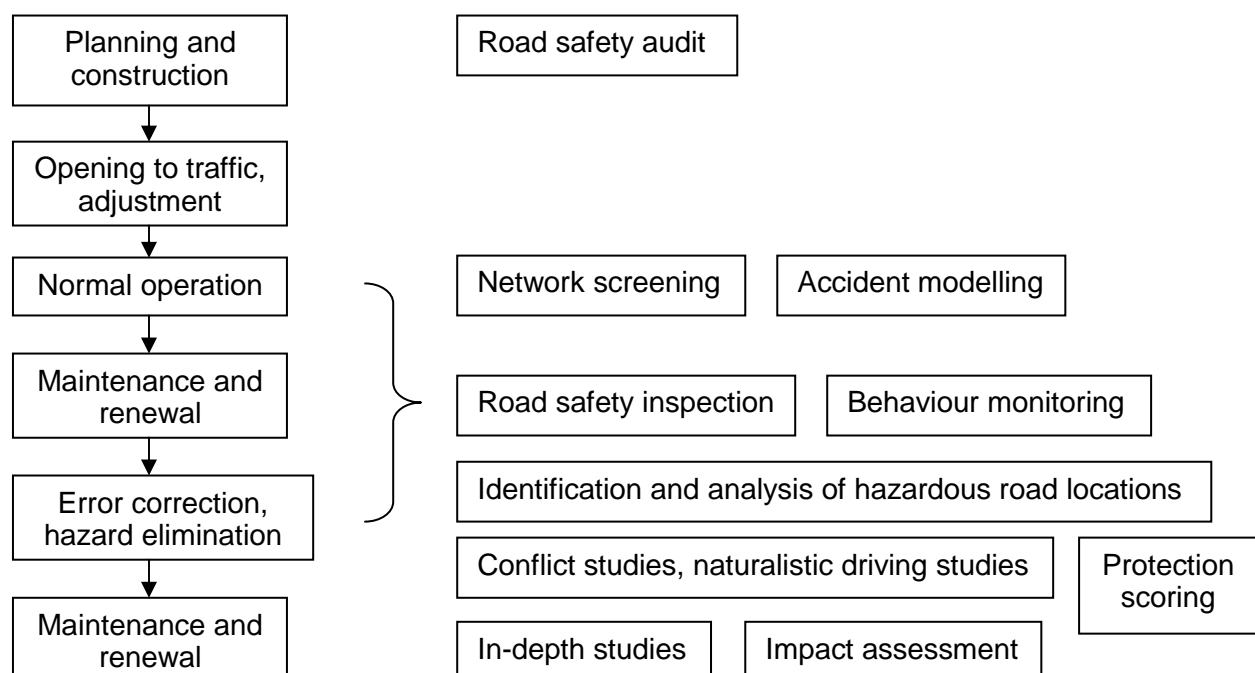 Planning and
construction
Road safety audit
Opening to traffic,
adjustment
Normal operation
Network screening
Accident modelling
Maintenance and
renewal
Road safety inspection
Behaviour monitoring
Error correction,
hazard elimination
Identification and analysis of hazardous road locations
Conflict studies, naturalistic driving studies
Protection
scoring
Maintenance and
renewal
In-depth studies
Impact assessment